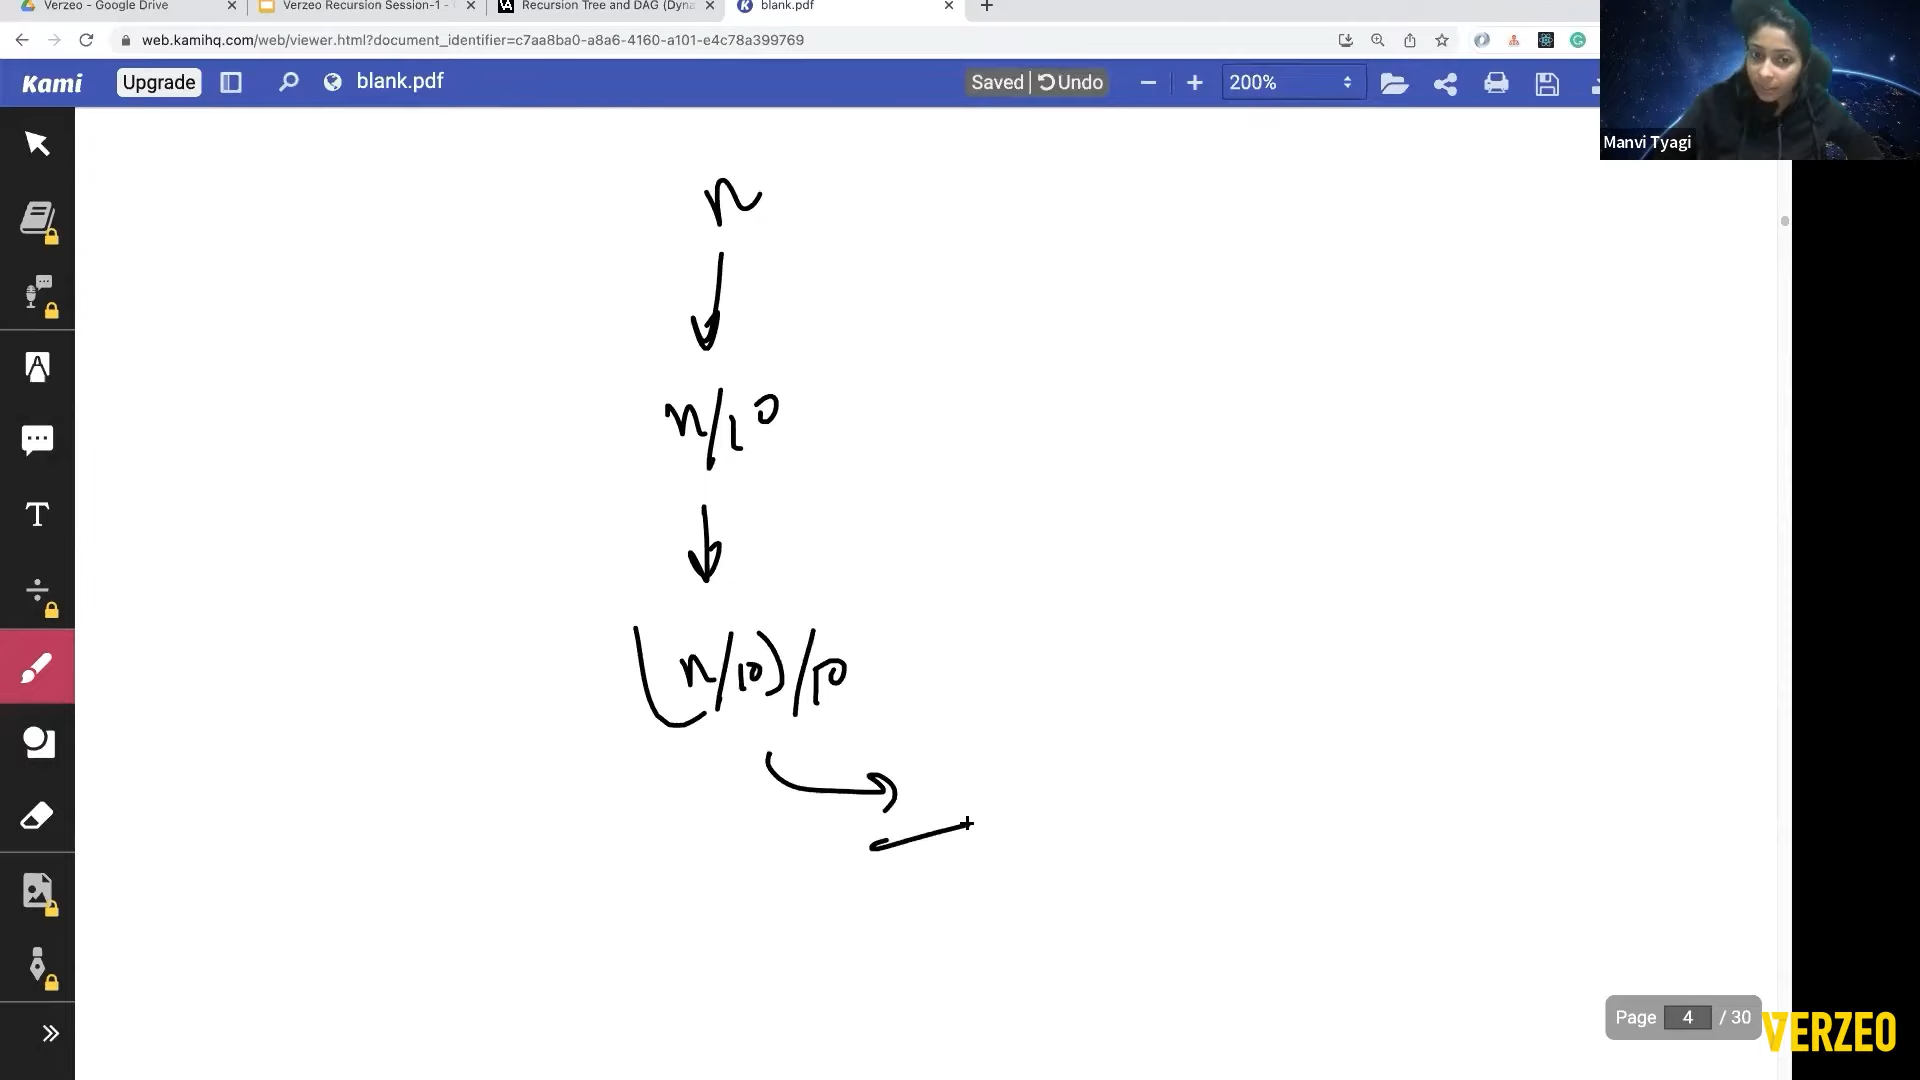 Verzeo - Google Drive
Verzeo Recursion Session-1 -
Recursion Tree and DAG (Dyna
blank.pdf
web.kamihq.com/web/viewer.html?document_identifier=c7aa8ba0-a8a6-4160-a101-e4c78a399769
Kami
Upgrade
blank.pdf
Saved
Undo
200%
Manvi Tyagi
n
n/10
(n/10)/10
Page 4 / 30
VERZEO